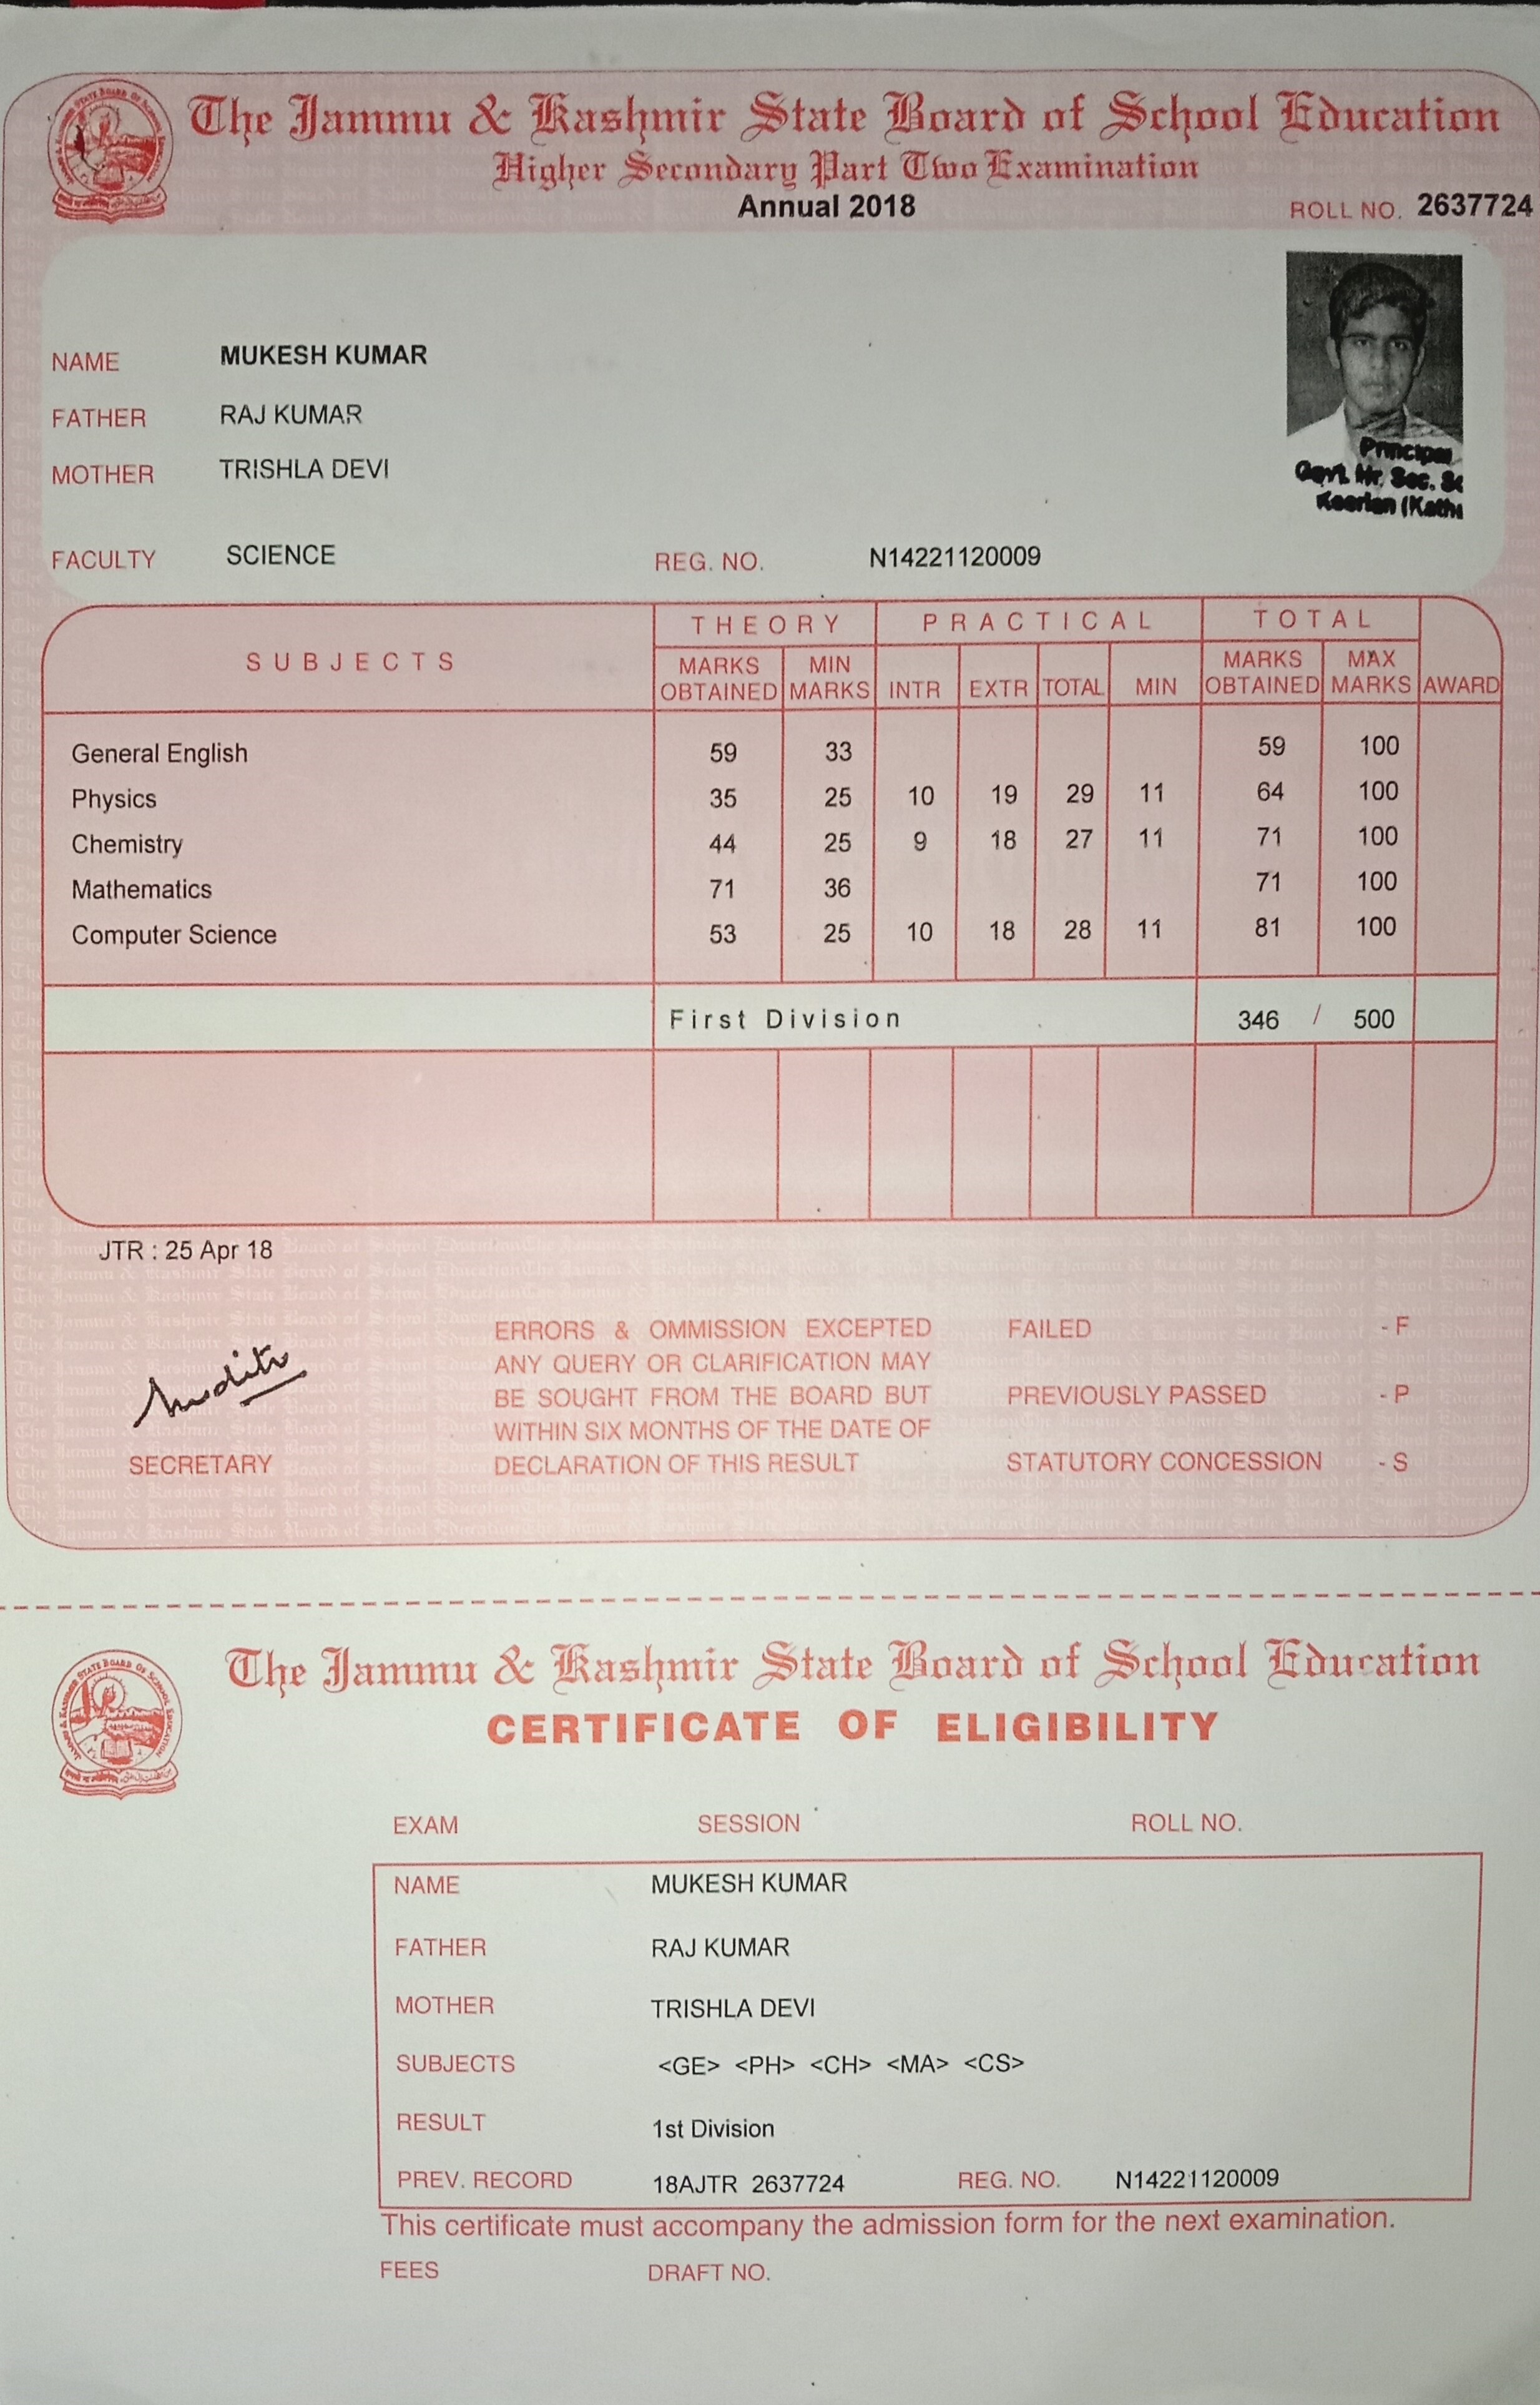 The Jammu & Kashmir State Board of School Education
Higher Secondary Part Two Examination
Annual 2018
ROLL NO. 2637724
NAME MUKESH KUMAR
FATHER RAJ KUMAR
MOTHER TRISHLA DEVI
Principal
Govt. Hr. Sec.
FACULTY SCIENCE REG. NO. N14221120009
SUBJECTS THEORY PRACTICAL TOTAL AWARD
MARKS OBTAINED MIN MARKS INTR EXTR TOTAL MIN MARKS OBTAINED MAX MARKS
General English 59 33 59 100
Physics 35 25 10 19 29 11 64 100
Chemistry 44 25 9 18 27 11 71 100
Mathematics 71 36 71 100
Computer Science 53 25 10 18 28 11 81 100
First Division 346 / 500
JTR : 25 Apr 18
ERRORS & OMMISSION EXCEPTED FAILED - F
ANY QUERY OR CLARIFICATION MAY
BE SOUGHT FROM THE BOARD BUT PREVIOUSLY PASSED - P
WITHIN SIX MONTHS OF THE DATE OF
SECRETARY DECLARATION OF THIS RESULT STATUTORY CONCESSION - S
The Jammu & Kashmir State Board of School Education
JAMMU & KASHMIR STATE BOARD OF SCHOOL EDUCATION
CERTIFICATE OF ELIGIBILITY
EXAM SESSION ROLL NO.
NAME MUKESH KUMAR
FATHER RAJ KUMAR
MOTHER TRISHLA DEVI
SUBJECTS <GE> <PH> <CH> <MA> <CS>
RESULT 1st Division
PREV. RECORD 18AJTR 2637724 REG. NO. N14221120009
This certificate must accompany the admission form for the next examination.
FEES DRAFT NO.